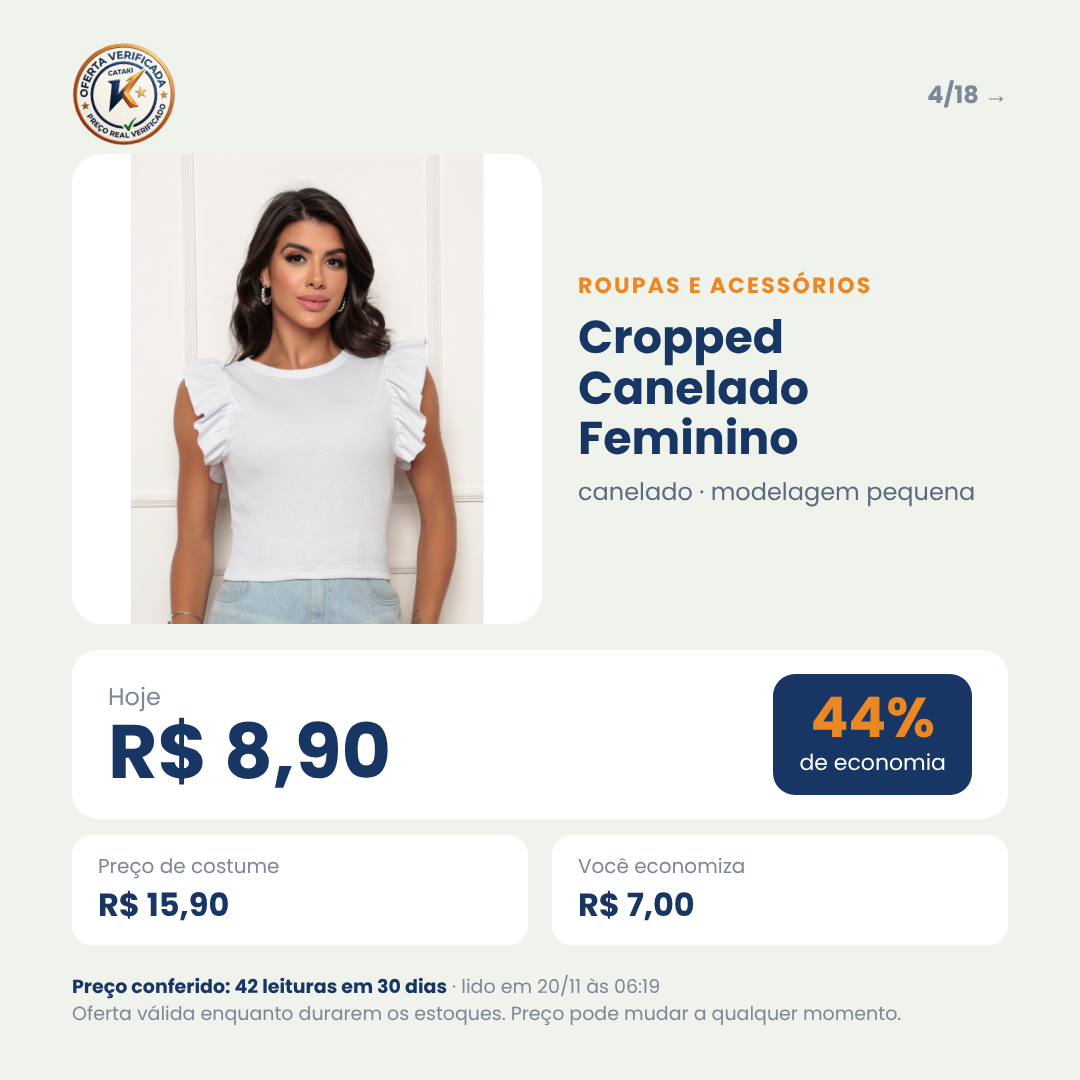 OFERTA VERIFICADA
CATAKI
K
PREÇO REAL VERIFICADO
4/18 →
ROUPAS E ACESSÓRIOS
Cropped
Canelado
Feminino
canelado · modelagem pequena
Hoje
R$ 8,90
44%
de economia
Preço de costume
R$ 15,90
Você economiza
R$ 7,00
Preço conferido: 42 leituras em 30 dias · lido em 20/11 às 06:19
Oferta válida enquanto durarem os estoques. Preço pode mudar a qualquer momento.